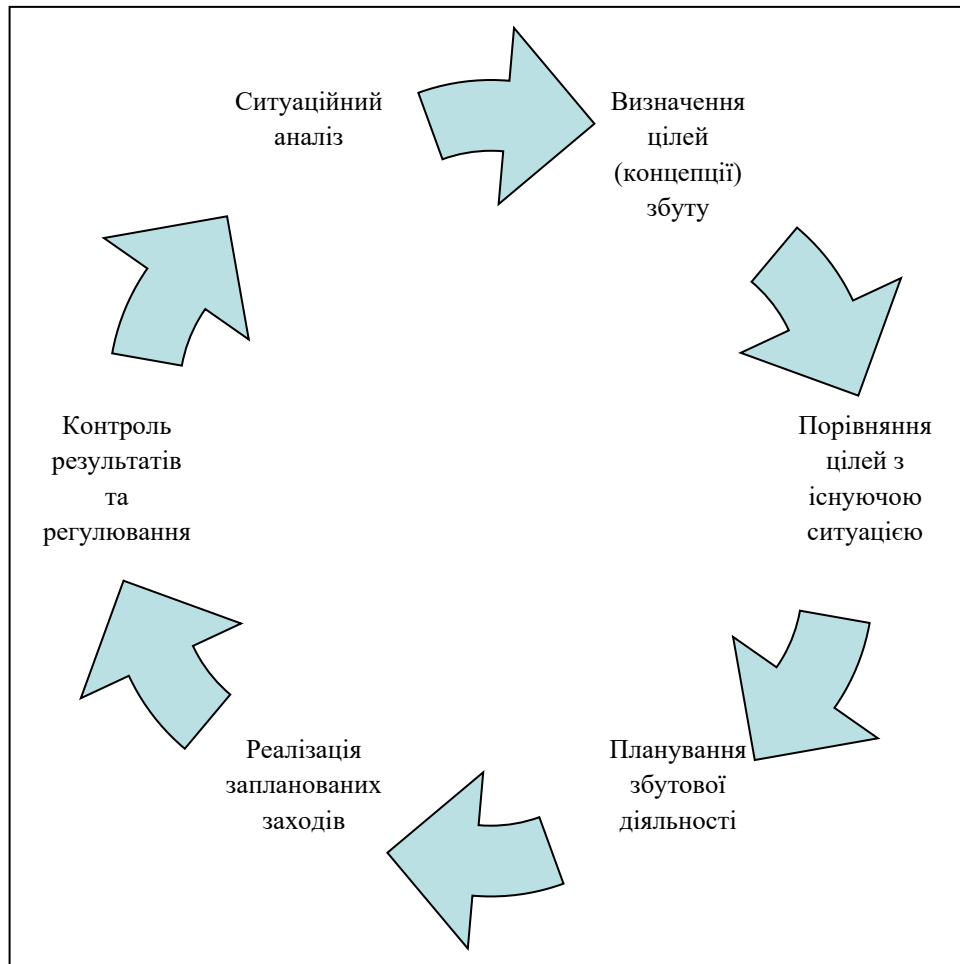 Ситуаційний
аналіз
Визначення
цілей
(концепції)
збуту
Порівняння
цілей з
існуючою
ситуацією
Планування
збутової
діяльності
Реалізація
запланованих
заходів
Контроль
результатів
та
регулювання